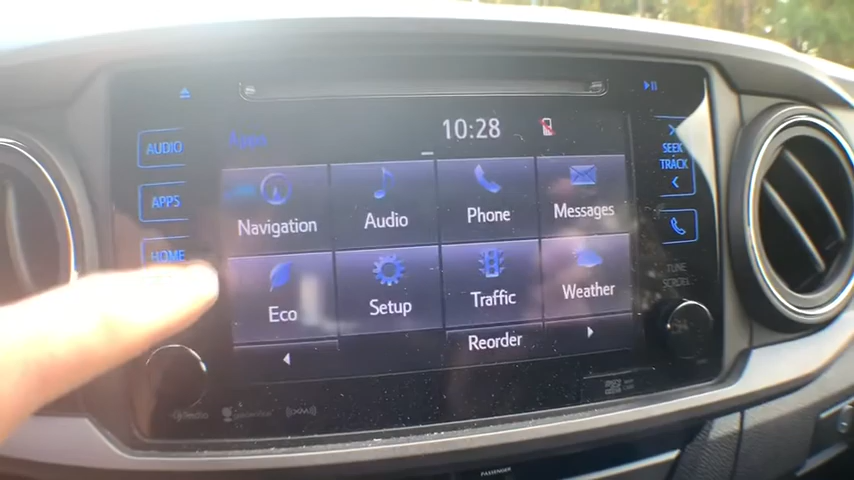 10:28
AUDIO
Apps
SEEK
TRACK
APPS
Navigation
Audio
Phone
Messages
HOME
Eco
Setup
Traffic
Weather
TUNE
SCROLL
Reorder
PASSENGER